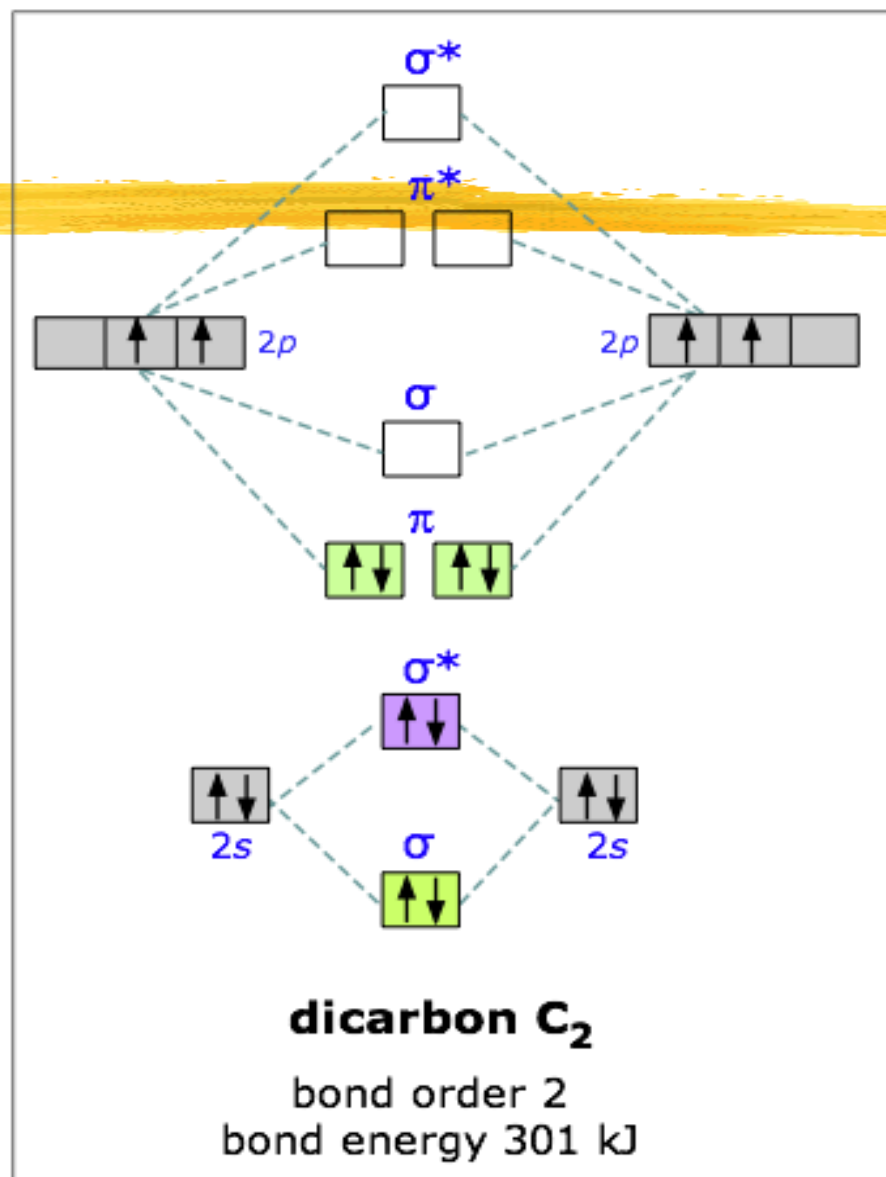 σ*
π*
2p 2p
σ
π
σ*
2s 2s
σ
dicarbon C₂
bond order 2
bond energy 301 kJ